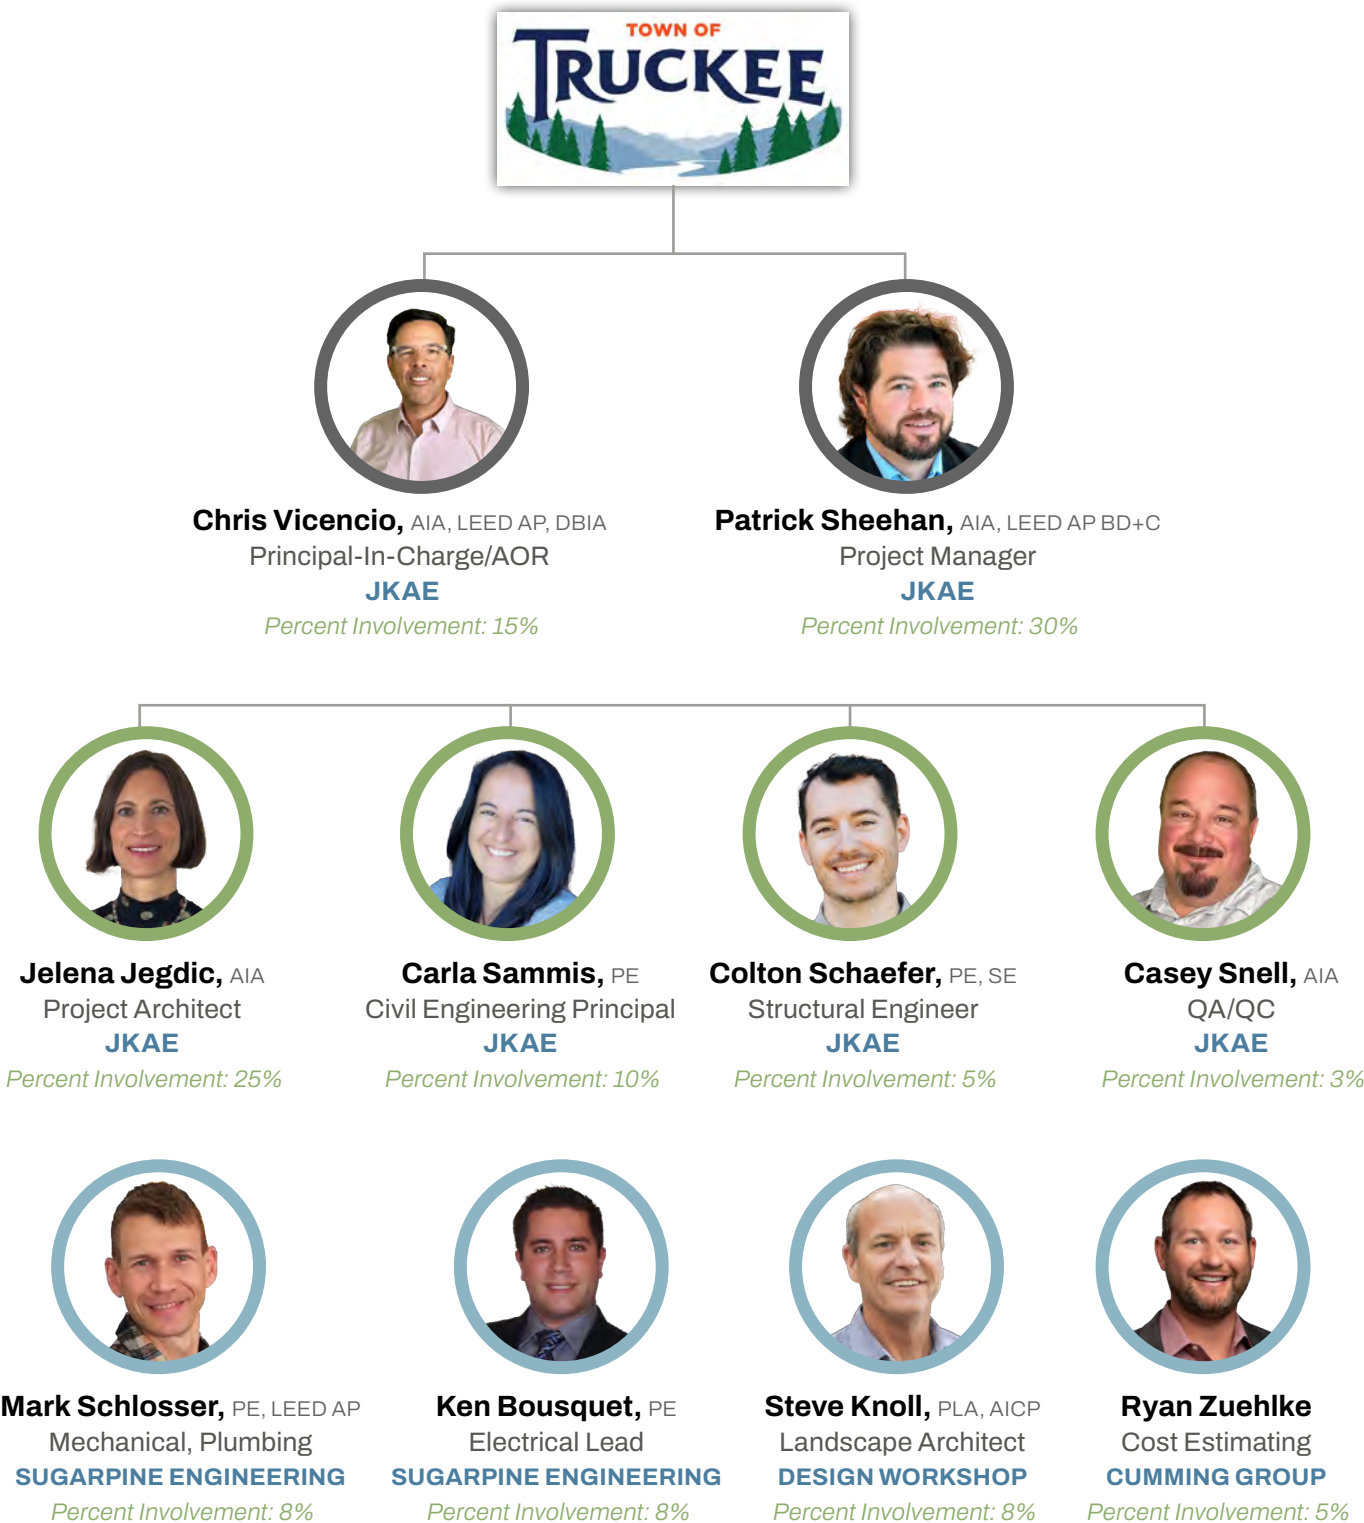 TOWN OF
TRUCKEE
Chris Vicencio, AIA, LEED AP, DBIA
Principal-In-Charge/AOR
JKAE
Percent Involvement: 15%
Patrick Sheehan, AIA, LEED AP BD+C
Project Manager
JKAE
Percent Involvement: 30%
Jelena Jegdic, AIA
Project Architect
JKAE
Percent Involvement: 25%
Carla Sammis, PE
Civil Engineering Principal
JKAE
Percent Involvement: 10%
Colton Schaefer, PE, SE
Structural Engineer
JKAE
Percent Involvement: 5%
Casey Snell, AIA
QA/QC
JKAE
Percent Involvement: 3%
Mark Schlosser, PE, LEED AP
Mechanical, Plumbing
SUGARPINE ENGINEERING
Percent Involvement: 8%
Ken Bousquet, PE
Electrical Lead
SUGARPINE ENGINEERING
Percent Involvement: 8%
Steve Knoll, PLA, AICP
Landscape Architect
DESIGN WORKSHOP
Percent Involvement: 8%
Ryan Zuehlke
Cost Estimating
CUMMING GROUP
Percent Involvement: 5%